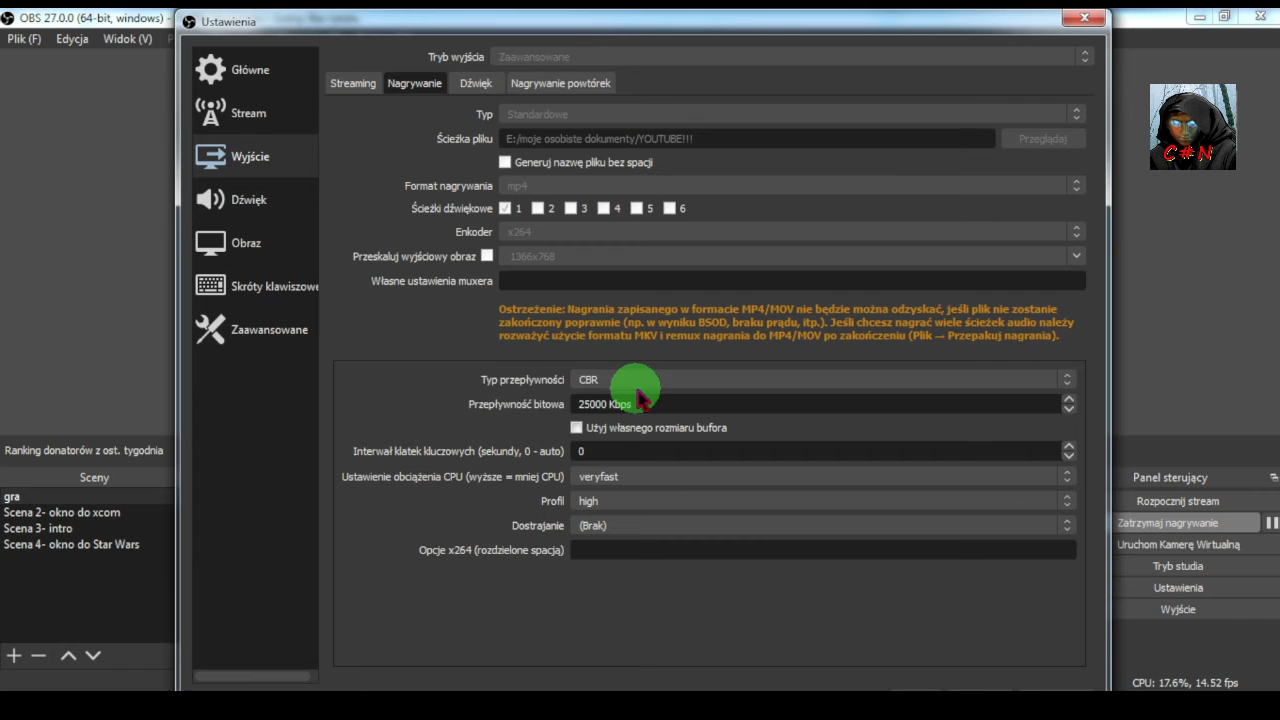 OBS 27.0.0 (64-bit, windows) -
Ustawienia
Plik (F)
Edycja
Widok (V)
Główne
Stream
Wyjście
Dźwięk
Obraz
Skróty klawiszowe
Zaawansowane
Tryb wyjścia
Zaawansowane
Streaming
Nagrywanie
Dźwięk
Nagrywanie powtórek
Typ
Standardowe
Ścieżka pliku
E:/moje osobiste dokumenty/YOUTUBE!!!
Przeglądaj
Generuj nazwę pliku bez spacji
Format nagrywania
mp4
Ścieżki dźwiękowe
1 2 3 4 5 6
Enkoder
x264
Przeskaluj wyjściowy obraz
1366x768
Własne ustawienia muxera
Ostrzeżenie: Nagrania zapisanego w formacie MP4/MOV nie będzie można odzyskać, jeśli plik nie zostanie
zakończony poprawnie (np. w wyniku BSOD, braku prądu, itp.). Jeśli chcesz nagrać wiele ścieżek audio należy
rozważyć użycie formatu MKV i remux nagrania do MP4/MOV po zakończeniu (Plik → Przepakuj nagrania).
Typ przepływności
CBR
Przepływność bitowa
25000 Kbps
Użyj własnego rozmiaru bufora
Interwał klatek kluczowych (sekundy, 0 - auto)
0
Ustawienie obciążenia CPU (wyższe = mniej CPU)
veryfast
Profil
high
Dostrajanie
(Brak)
Opcje x264 (rozdzielone spacją)
Ranking donatorów z ost. tygodnia
Sceny
gra
Scena 2- okno do xcom
Scena 3- intro
Scena 4- okno do Star Wars
C#N
Panel sterujący
Rozpocznij stream
Zatrzymaj nagrywanie
Uruchom Kamerę Wirtualną
Tryb studia
Ustawienia
Wyjście
CPU: 17.6%, 14.52 fps